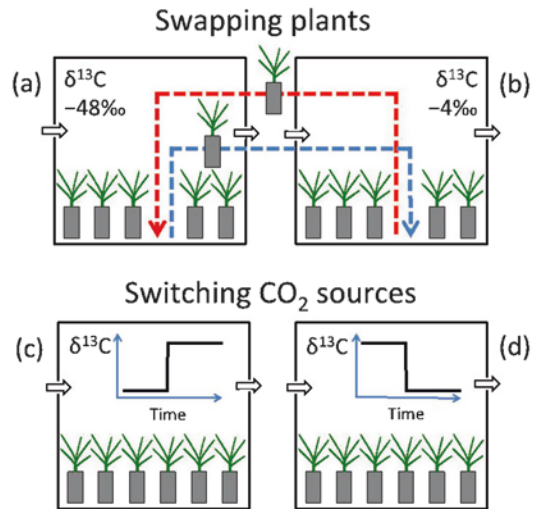 Swapping plants
(a)
δ¹³C
−48‰
δ¹³C
−4‰
(b)
Switching CO₂ sources
(c)
δ¹³C
Time
δ¹³C
Time
(d)